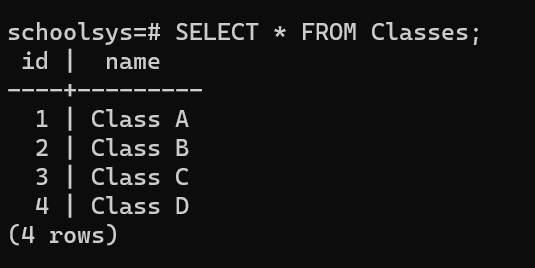 schoolsys=# SELECT * FROM Classes;
 id |  name
----+---------
  1 | Class A
  2 | Class B
  3 | Class C
  4 | Class D
(4 rows)